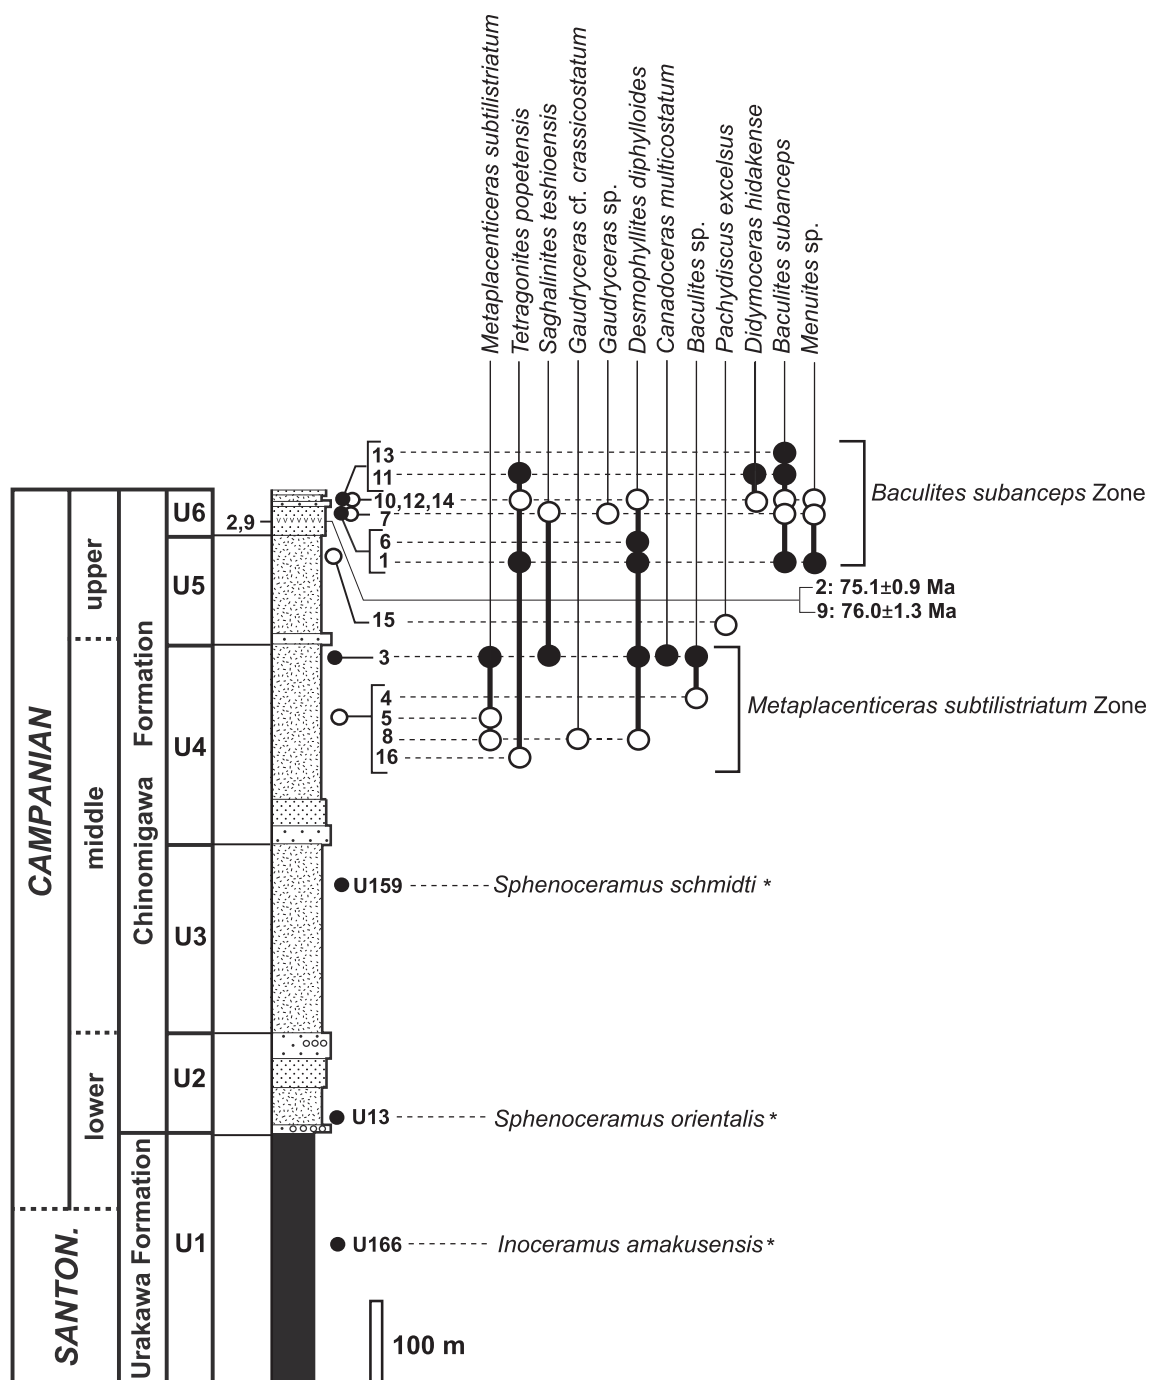 Metaplacenticeras subtilistriatum
Tetragonites popetensis
Saghalinites teshioensis
Gaudryceras cf. crassicostatum
Gaudryceras sp.
Desmophyllites diphylloides
Canadoceras multicostatum
Baculites sp.
Pachydiscus excelsus
Didymoceras hidakense
Baculites subanceps
Menuites sp.
13
11
10,12,14
7
6
1
2,9
15
3
4
5
8
16
Baculites subanceps Zone
2: 75.1±0.9 Ma
9: 76.0±1.3 Ma
Metaplacenticeras subtilistriatum Zone
CAMPANIAN
SANTON.
upper
middle
lower
Chinomigawa Formation
Urakawa Formation
U6
U5
U4
U3
U2
U1
U159 Sphenoceramus schmidti *
U13 Sphenoceramus orientalis *
U166 Inoceramus amakusensis *
100 m